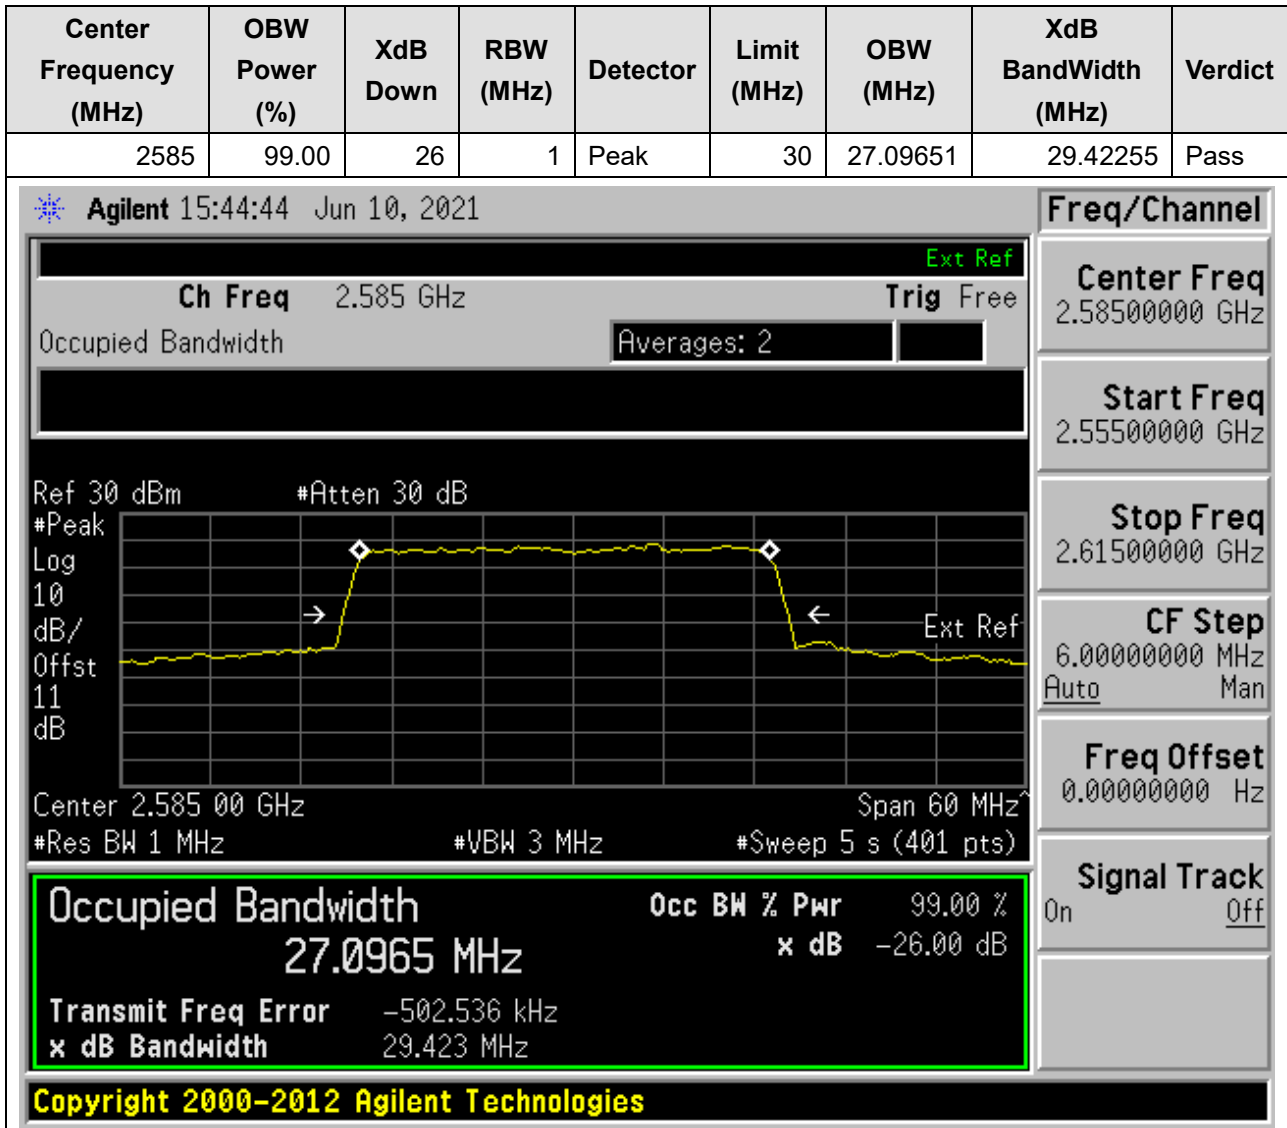 Center Frequency (MHz) OBW Power (%) XdB Down RBW (MHz) Detector Limit (MHz) OBW (MHz) XdB BandWidth (MHz) Verdict
2585 99.00 26 1 Peak 30 27.09651 29.42255 Pass
Agilent 15:44:44 Jun 10, 2021
Freq/Channel
Ext Ref
Ch Freq 2.585 GHz Trig Free
Occupied Bandwidth Averages: 2
Center Freq
2.58500000 GHz
Start Freq
2.55500000 GHz
Stop Freq
2.61500000 GHz
CF Step
6.00000000 MHz
Auto Man
Freq Offset
0.00000000 Hz
Signal Track
On Off
Ref 30 dBm #Atten 30 dB
#Peak
Log
10
dB/
Offst
11
dB
Ext Ref
Center 2.585 00 GHz Span 60 MHz^
#Res BW 1 MHz #VBW 3 MHz #Sweep 5 s (401 pts)
Occupied Bandwidth Occ BW % Pwr 99.00 %
27.0965 MHz x dB -26.00 dB
Transmit Freq Error -502.536 kHz
x dB Bandwidth 29.423 MHz
Copyright 2000-2012 Agilent Technologies